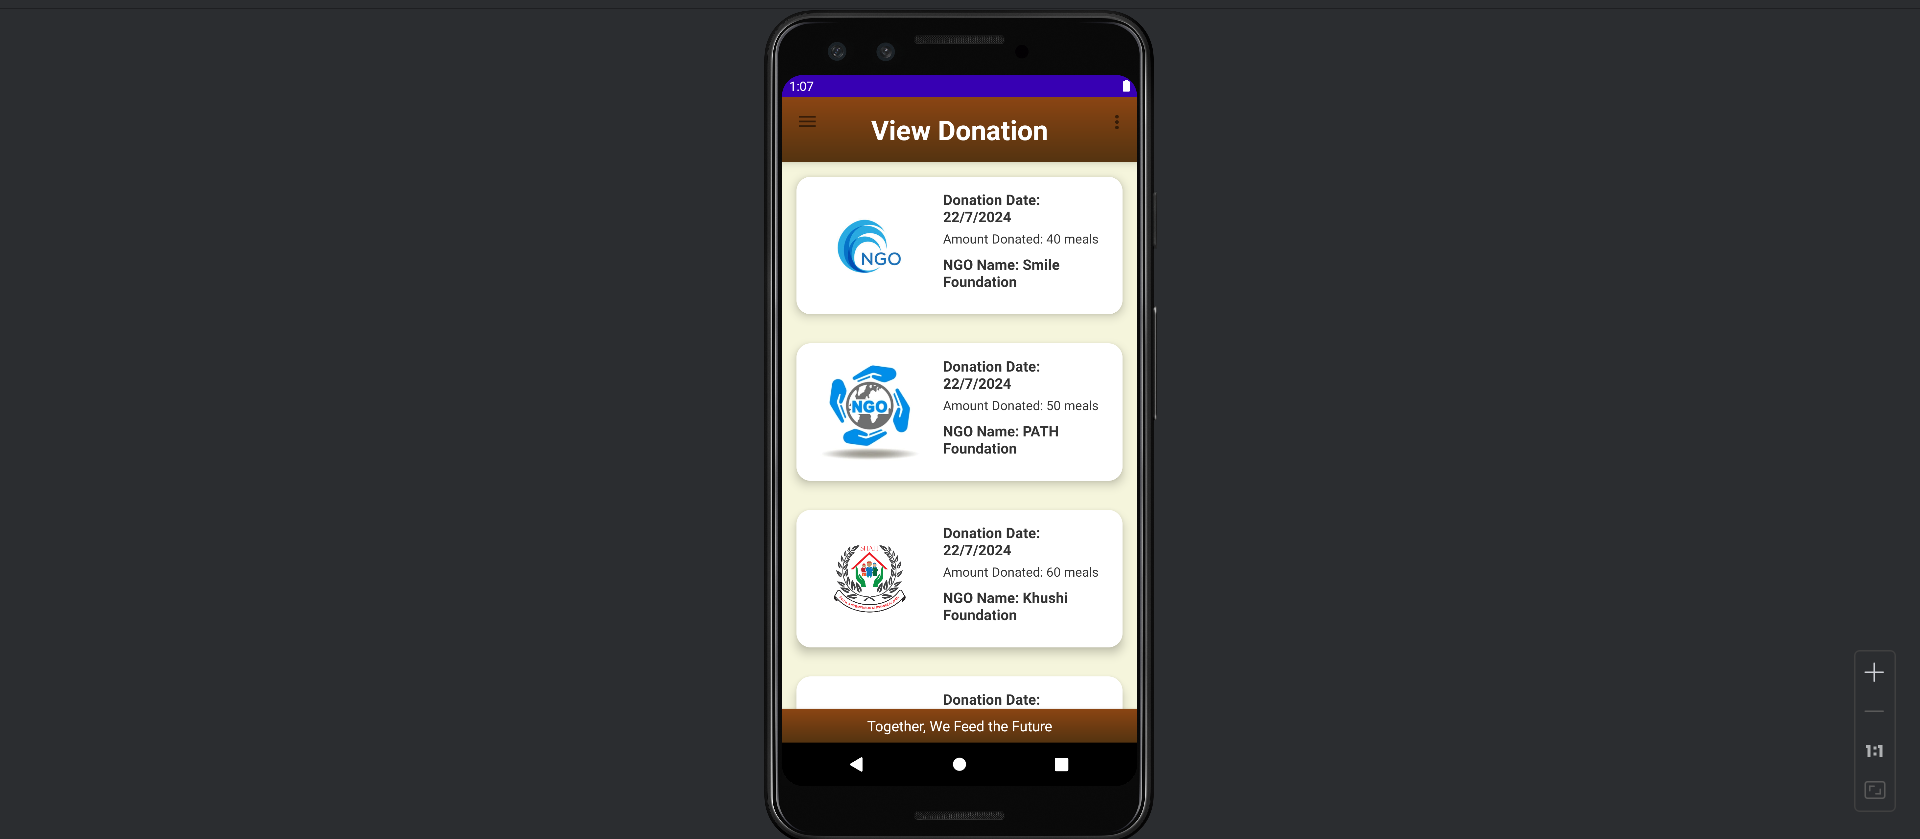 1:07
View Donation
NGO
Donation Date:
22/7/2024
Amount Donated: 40 meals
NGO Name: Smile
Foundation
NGO
Donation Date:
22/7/2024
Amount Donated: 50 meals
NGO Name: PATH
Foundation
Donation Date:
22/7/2024
Amount Donated: 60 meals
NGO Name: Khushi
Foundation
Donation Date:
Together, We Feed the Future
1:1